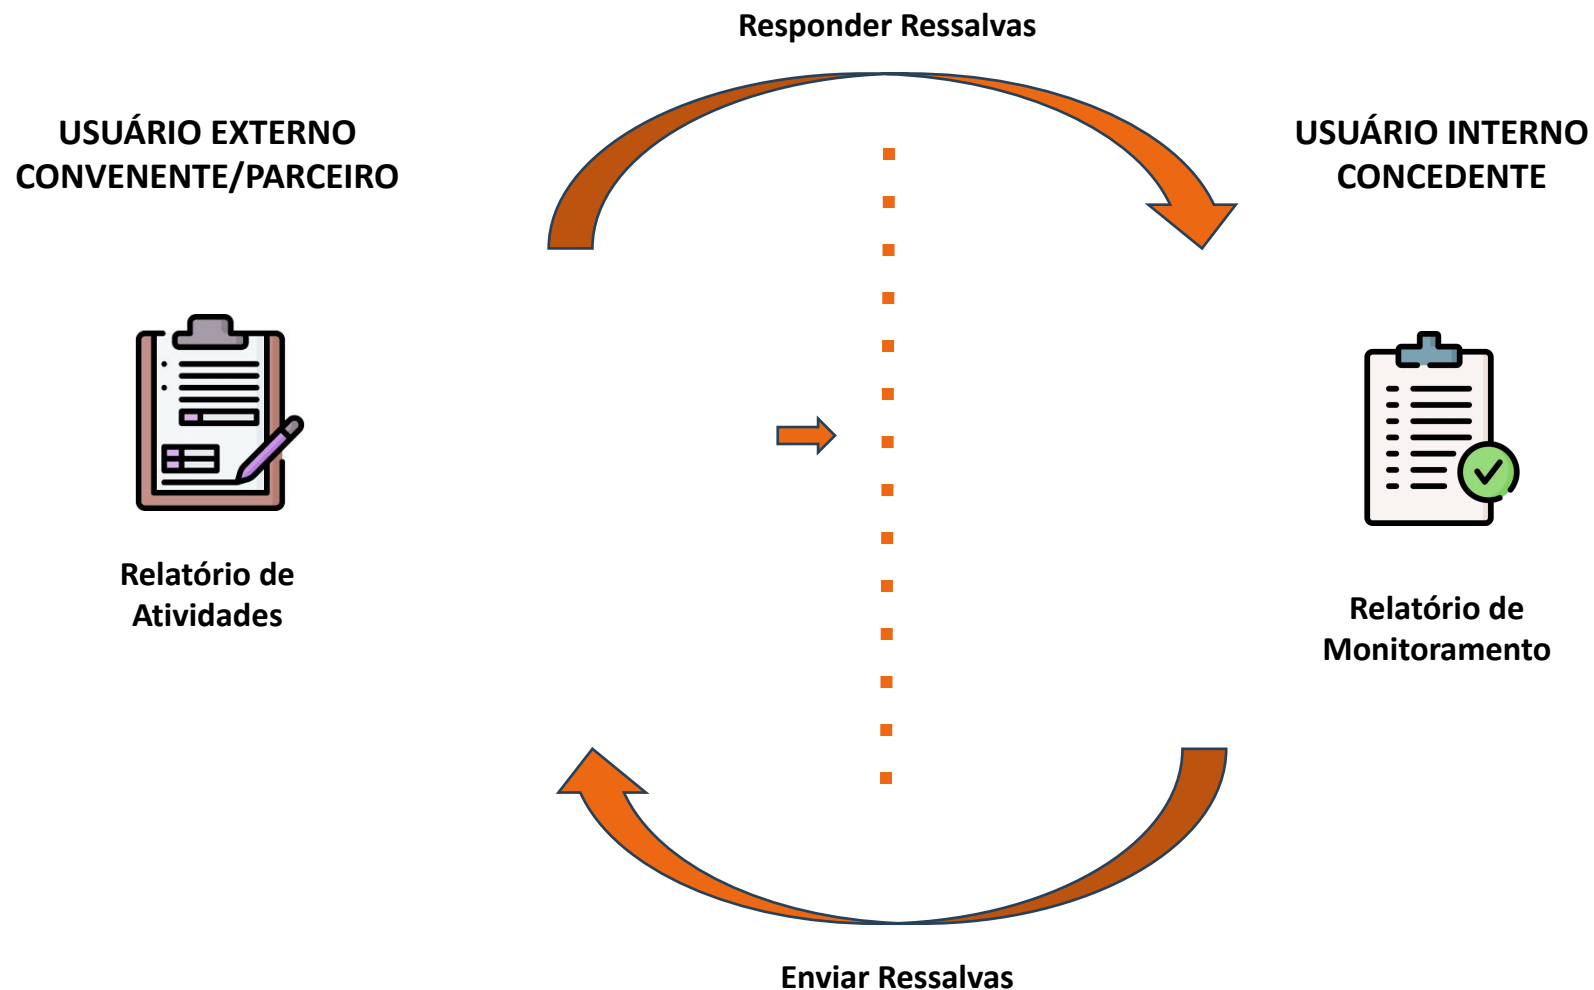 Responder Ressalvas
USUÁRIO EXTERNO
CONVENENTE/PARCEIRO
USUÁRIO INTERNO
CONCEDENTE
Relatório de
Atividades
Relatório de
Monitoramento
Enviar Ressalvas